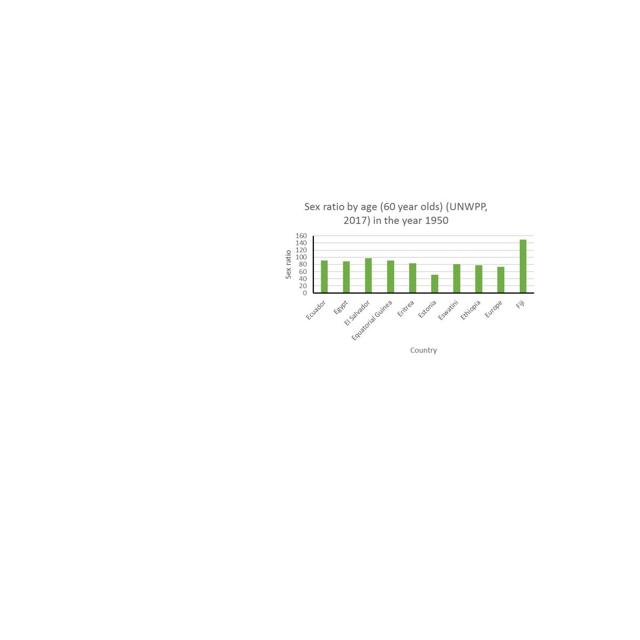 Sex ratio by age (60 year olds) (UNWPP,
2017) in the year 1950
Sex ratio
160
140
120
100
80
60
40
20
0
Ecuador
Egypt
El Salvador
Equatorial Guinea
Eritrea
Estonia
Eswatini
Ethiopia
Europe
Fiji
Country